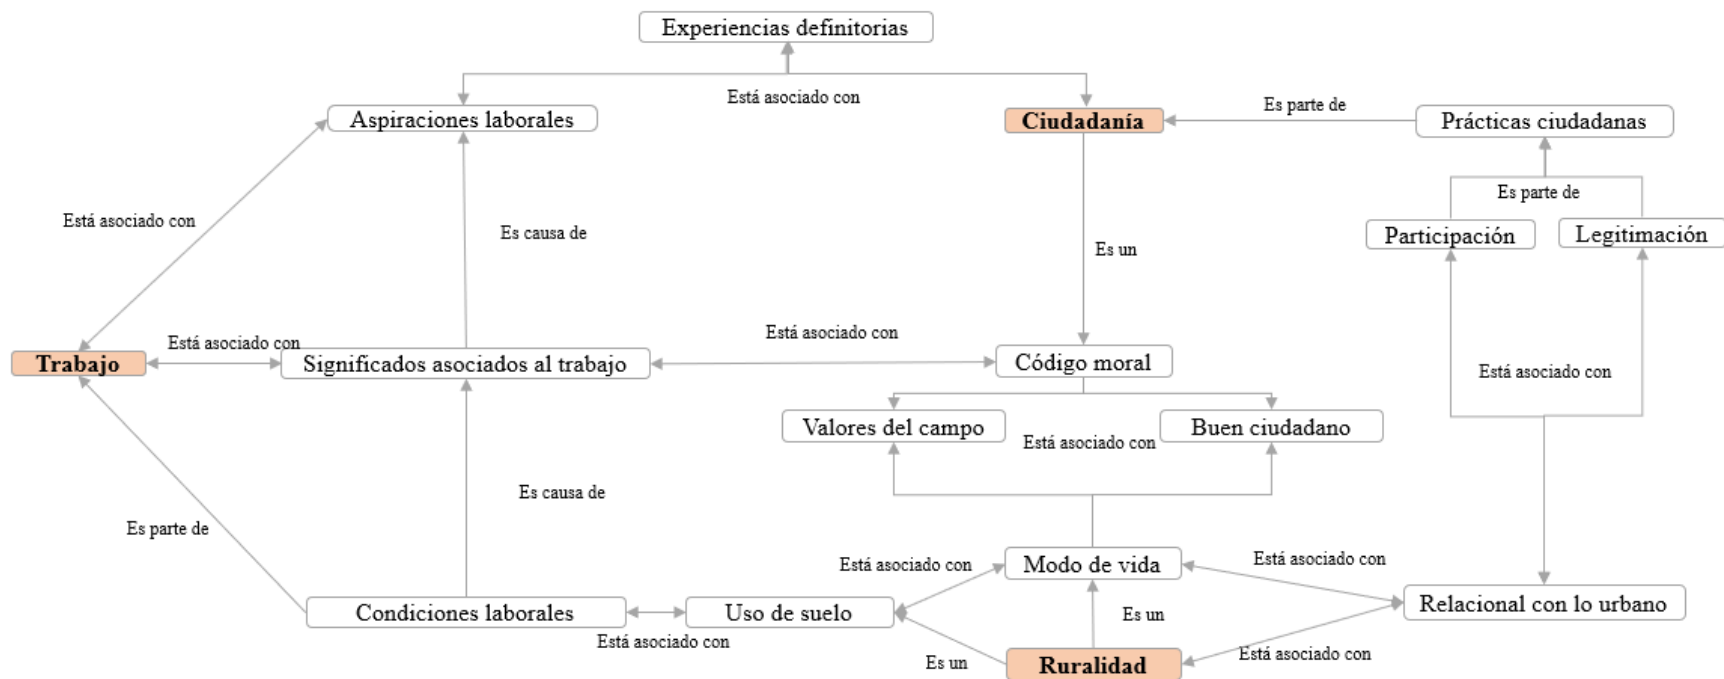 Experiencias definitorias
Está asociado con
Aspiraciones laborales
Ciudadanía
Es parte de
Prácticas ciudadanas
Es parte de
Está asociado con
Es causa de
Es un
Participación
Legitimación
Está asociado con
Está asociado con
Trabajo
Significados asociados al trabajo
Código moral
Está asociado con
Valores del campo
Está asociado con
Buen ciudadano
Es causa de
Es parte de
Está asociado con
Modo de vida
Está asociado con
Condiciones laborales
Está asociado con
Uso de suelo
Es un
Relacional con lo urbano
Es un
Ruralidad
Está asociado con